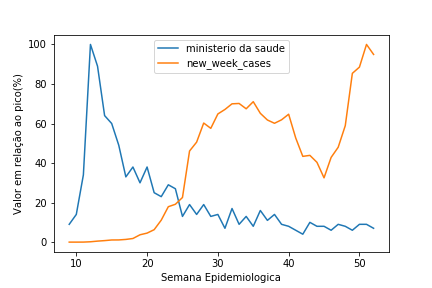 ministerio da saude
new_week_cases
Valor em relação ao pico(%)
100
80
60
40
20
0
10
20
30
40
50
Semana Epidemiologica